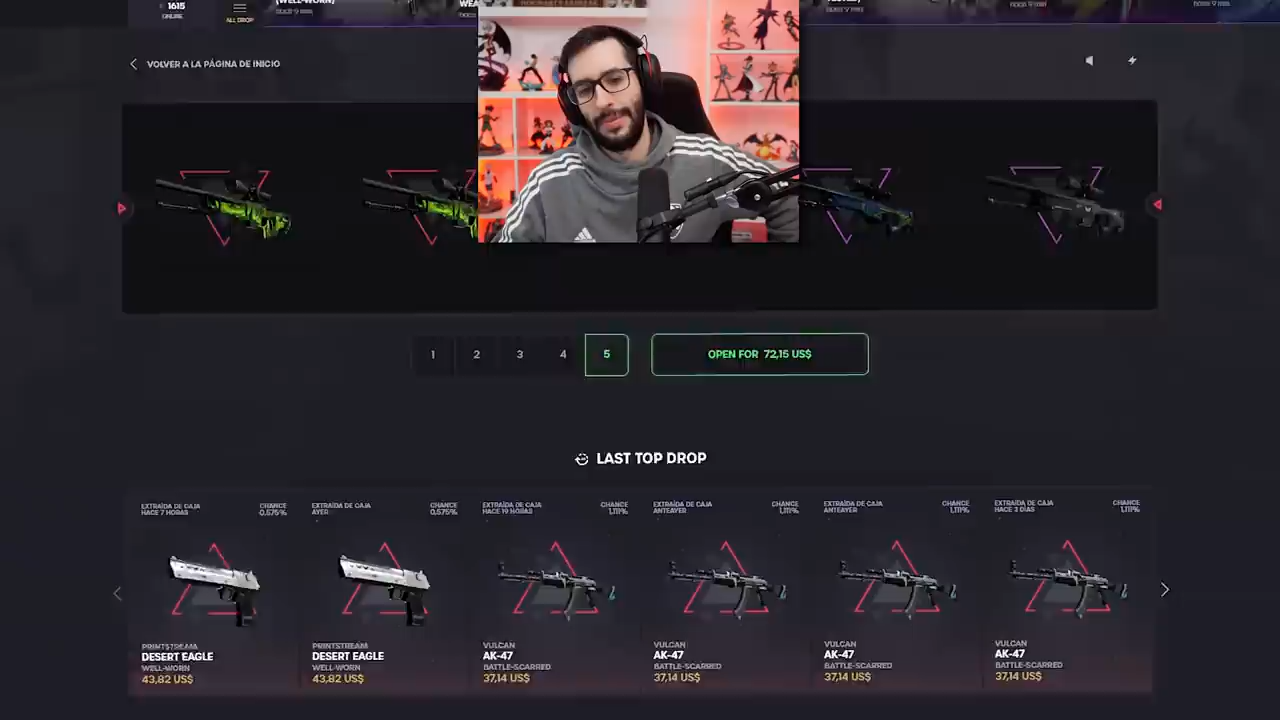 1615
ONLINE
ALL DROP
(WELL-WORN)
VOLVER A LA PÁGINA DE INICIO
1 2 3 4 5 OPEN FOR 72,15 US$
LAST TOP DROP
EXTRAÍDA DE CAJA
HACE 7 HORAS
CHANCE
0,575%
PRINTSTREAM
DESERT EAGLE
WELL-WORN
43,82 US$
EXTRAÍDA DE CAJA
AYER
CHANCE
0,575%
PRINTSTREAM
DESERT EAGLE
WELL-WORN
43,82 US$
EXTRAÍDA DE CAJA
HACE 19 HORAS
CHANCE
1,111%
VULCAN
AK-47
BATTLE-SCARRED
37,14 US$
EXTRAÍDA DE CAJA
ANTEAYER
CHANCE
1,111%
VULCAN
AK-47
BATTLE-SCARRED
37,14 US$
EXTRAÍDA DE CAJA
ANTEAYER
CHANCE
1,111%
VULCAN
AK-47
BATTLE-SCARRED
37,14 US$
EXTRAÍDA DE CAJA
HACE 3 DÍAS
CHANCE
1,111%
VULCAN
AK-47
BATTLE-SCARRED
37,14 US$